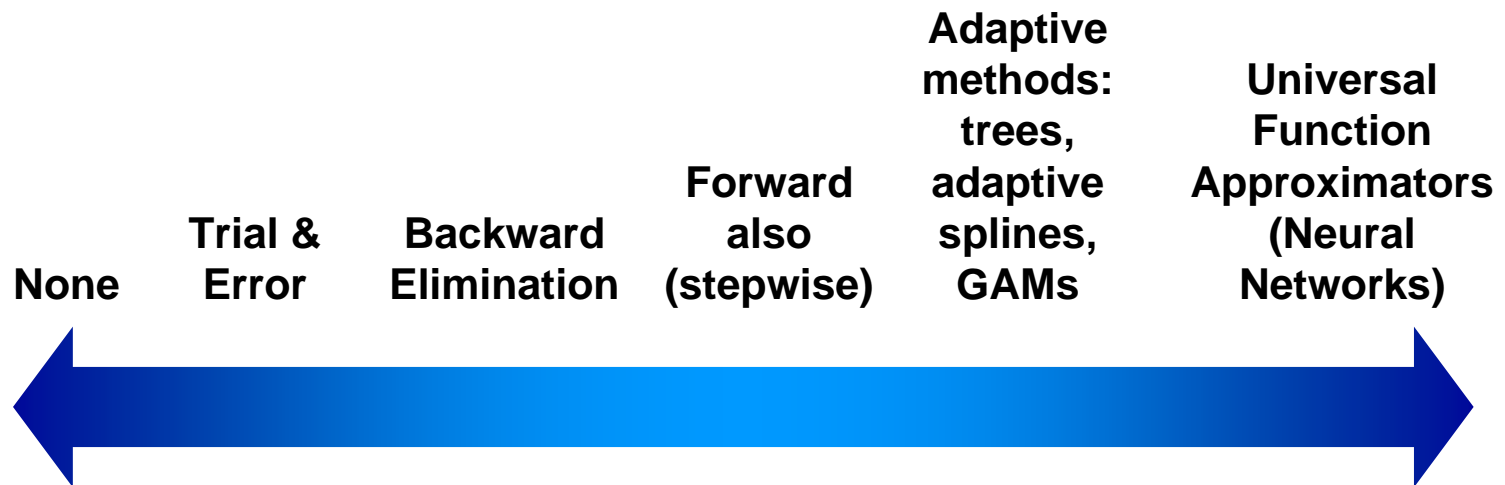 None
Trial &
Error
Backward
Elimination
Forward
also
(stepwise)
Adaptive
methods:
trees,
adaptive
splines,
GAMs
Universal
Function
Approximators
(Neural
Networks)